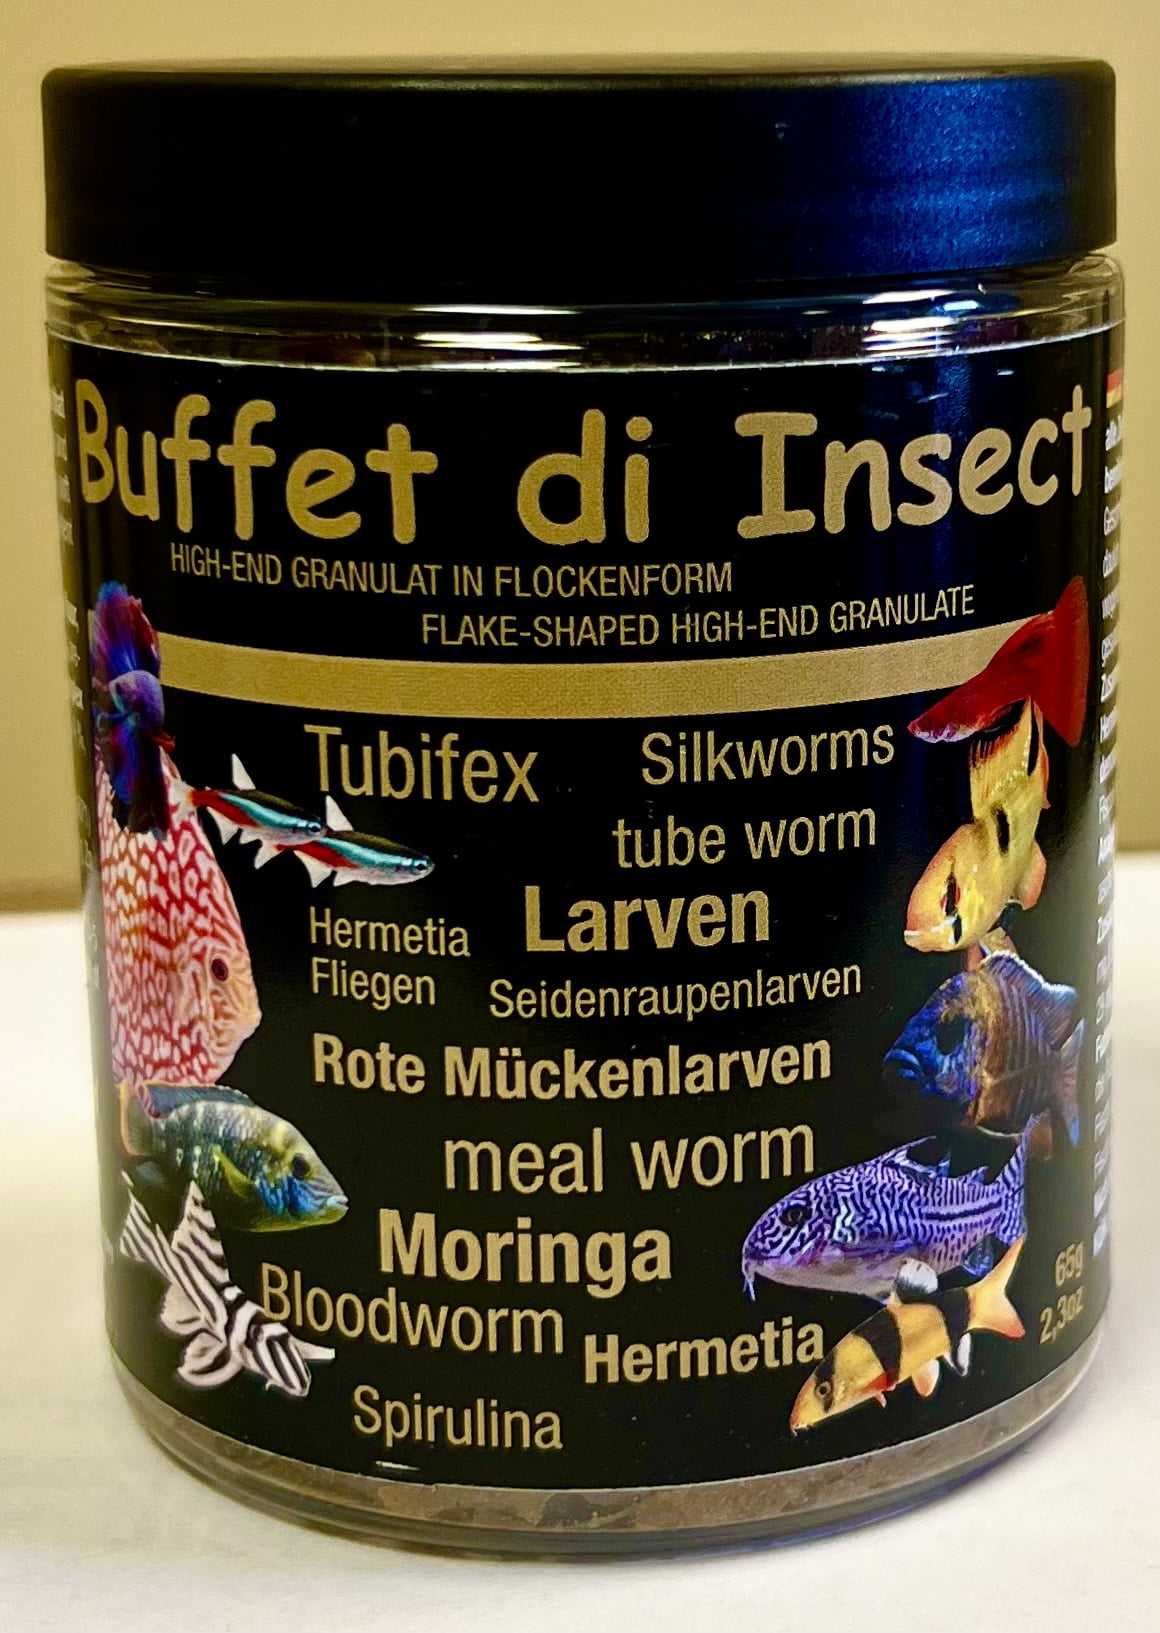 Buffet di Insect
HIGH-END GRANULAT IN FLOCKENFORM
FLAKE-SHAPED HIGH-END GRANULATE
Tubifex
Silkworms
tube worm
Larven
Hermetia
Fliegen
Seidenraupenlarven
Rote Mückenlarven
meal worm
Moringa
Bloodworm
Hermetia
Spirulina
65g
2,3oz